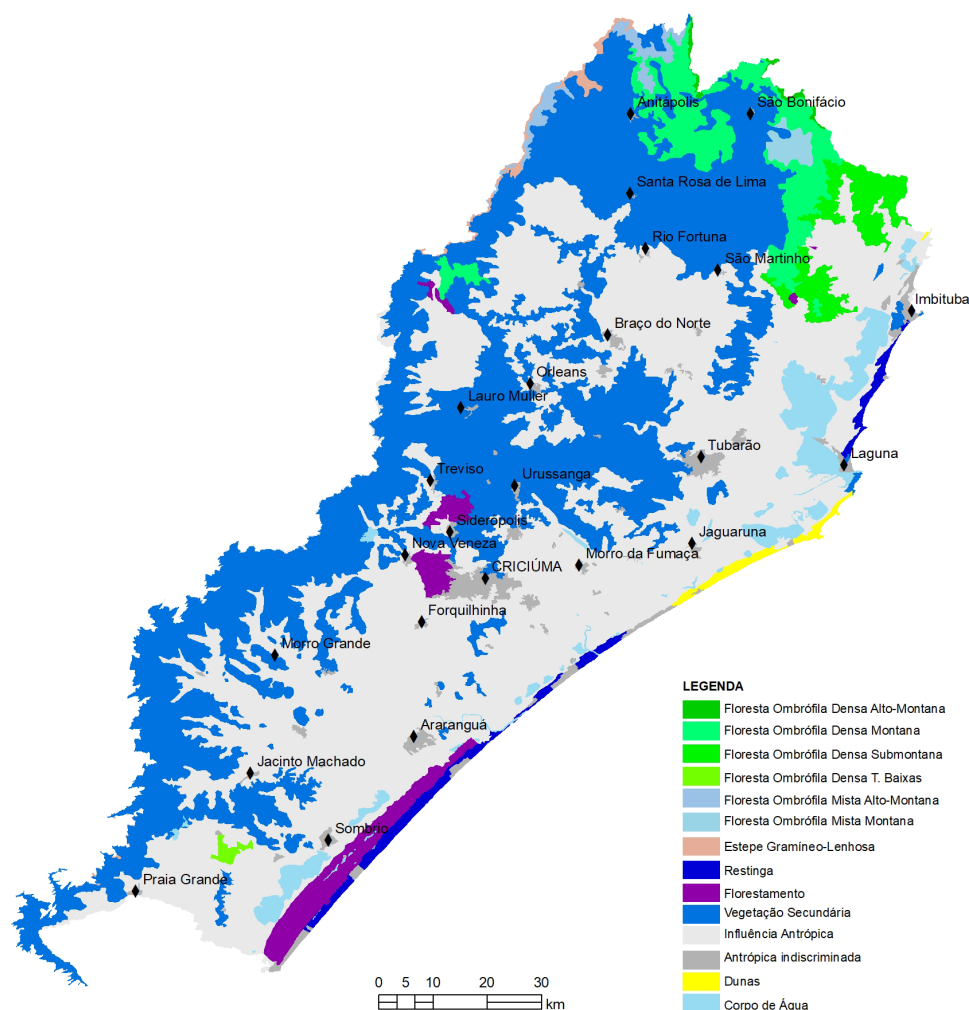 Anitápolis
São Bonifácio
Santa Rosa de Lima
Rio Fortuna
São Martinho
Imbituba
Braço do Norte
Orleans
Lauro Muller
Tubarão
Laguna
Treviso
Urussanga
Siderópolis
Nova Veneza
Jaguaruna
Morro da Fumaça
CRICIÚMA
Forquilhinha
Morro Grande
Araranguá
Jacinto Machado
Sombrio
Praia Grande
LEGENDA
Floresta Ombrófila Densa Alto-Montana
Floresta Ombrófila Densa Montana
Floresta Ombrófila Densa Submontana
Floresta Ombrófila Densa T. Baixas
Floresta Ombrófila Mista Alto-Montana
Floresta Ombrófila Mista Montana
Estepe Gramíneo-Lenhosa
Restinga
Florestamento
Vegetação Secundária
Influência Antrópica
Antrópica indiscriminada
Dunas
Corpo de Água
0 5 10 20 30
km